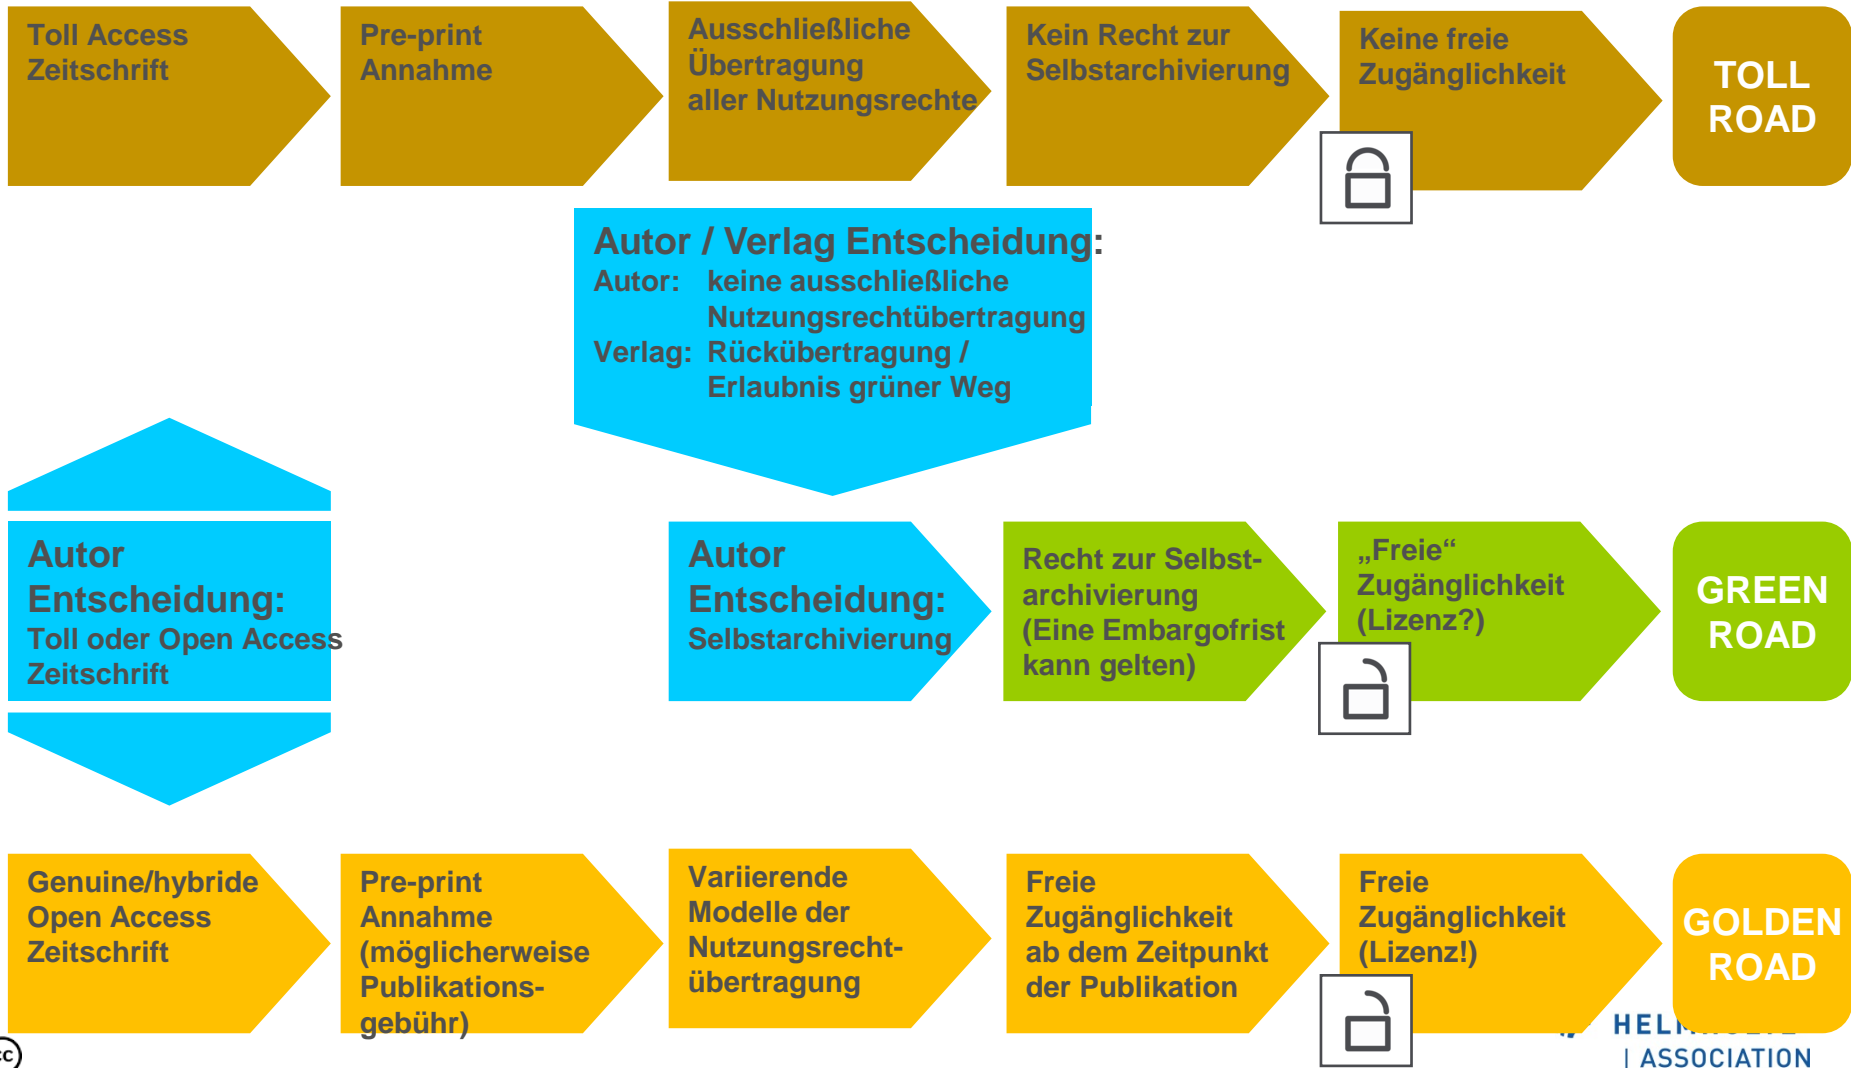 Toll Access
Zeitschrift
Pre-print
Annahme
Ausschließliche
Übertragung
aller Nutzungsrechte
Kein Recht zur
Selbstarchivierung
Keine freie
Zugänglichkeit
TOLL
ROAD
Autor / Verlag Entscheidung:
Autor: keine ausschließliche
Nutzungsrechtübertragung
Verlag: Rückübertragung /
Erlaubnis grüner Weg
Autor
Entscheidung:
Toll oder Open Access
Zeitschrift
Autor
Entscheidung:
Selbstarchivierung
Recht zur Selbst-
archivierung
(Eine Embargofrist
kann gelten)
„Freie“
Zugänglichkeit
(Lizenz?)
GREEN
ROAD
Genuine/hybride
Open Access
Zeitschrift
Pre-print
Annahme
(möglicherweise
Publikations-
gebühr)
Variierende
Modelle der
Nutzungsrecht-
übertragung
Freie
Zugänglichkeit
ab dem Zeitpunkt
der Publikation
Freie
Zugänglichkeit
(Lizenz!)
GOLDEN
ROAD
| ASSOCIATION
cc